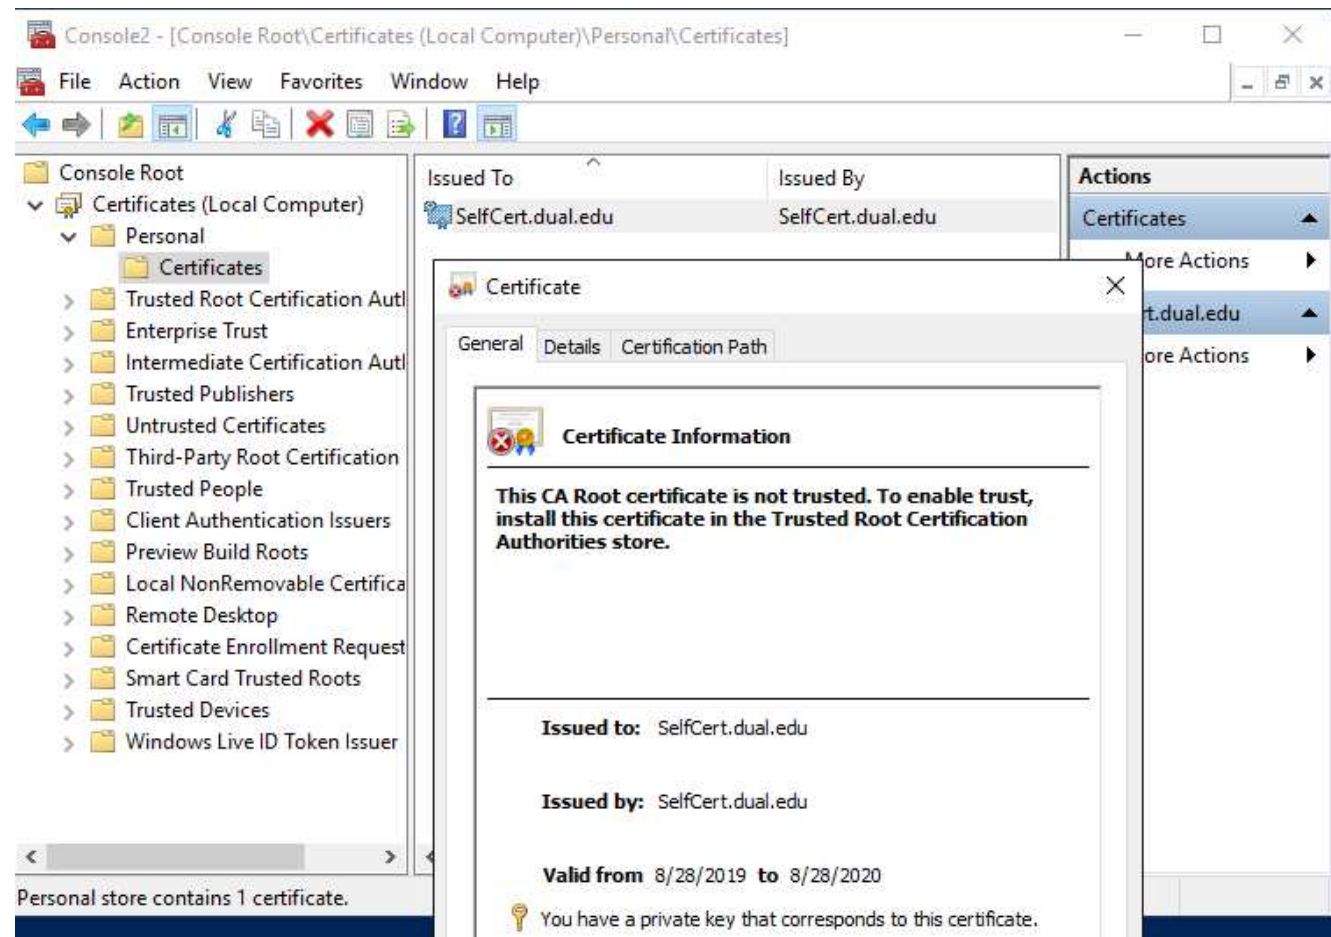 Console2 - [Console Root\Certificates (Local Computer)\Personal\Certificates]
File Action View Favorites Window Help
Console Root
Certificates (Local Computer)
Personal
Certificates
Trusted Root Certification Autl
Enterprise Trust
Intermediate Certification Autl
Trusted Publishers
Untrusted Certificates
Third-Party Root Certification
Trusted People
Client Authentication Issuers
Preview Build Roots
Local NonRemovable Certifica
Remote Desktop
Certificate Enrollment Request
Smart Card Trusted Roots
Trusted Devices
Windows Live ID Token Issuer
Issued To Issued By
SelfCert.dual.edu SelfCert.dual.edu
Actions
Certificates
More Actions
rt.dual.edu
ore Actions
Certificate
General Details Certification Path
Certificate Information
This CA Root certificate is not trusted. To enable trust,
install this certificate in the Trusted Root Certification
Authorities store.
Issued to: SelfCert.dual.edu
Issued by: SelfCert.dual.edu
Valid from 8/28/2019 to 8/28/2020
You have a private key that corresponds to this certificate.
Personal store contains 1 certificate.